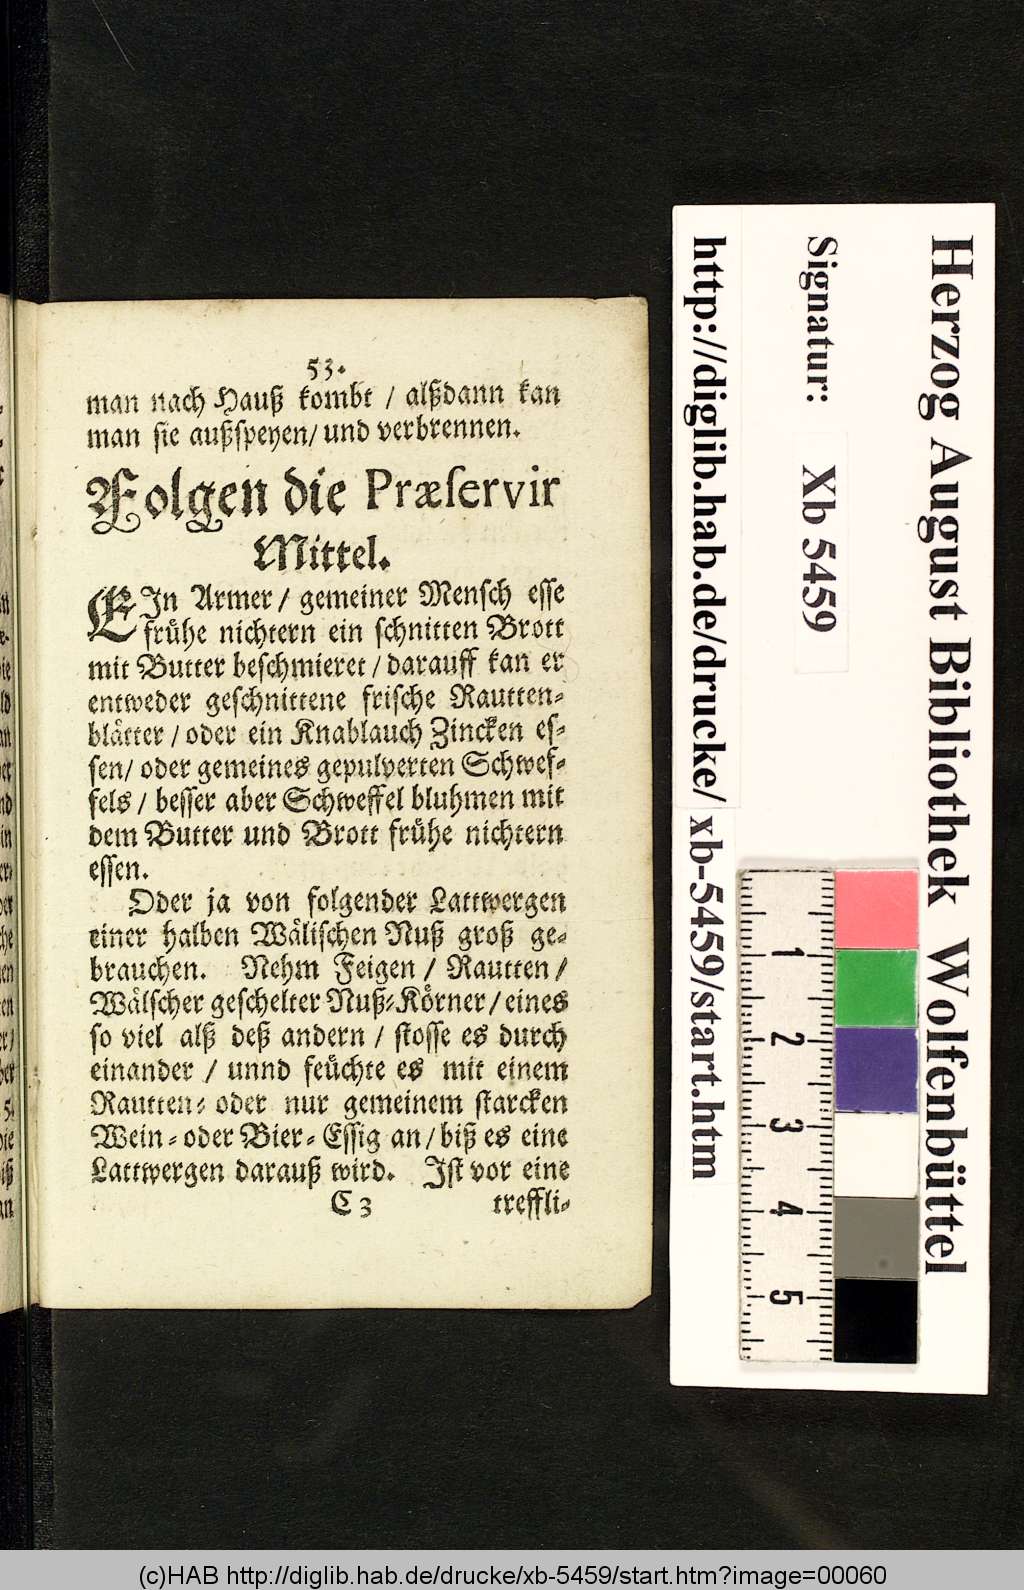 53.
man nach Hauß kombt / alßdann kan
man sie außspeyen/ und verbrennen.
Folgen die Præservir
Mittel.
EIn Armer / gemeiner Mensch esse
frühe nichtern ein schnitten Brott
mit Butter beschmieret / darauff kan er
entweder geschnittene frische Rautten-
blätter / oder ein Knablauch Zincken es-
sen/ oder gemeines gepulverten Schwef-
fels / besser aber Schweffel bluhmen mit
dem Butter und Brott frühe nichtern
essen.
Oder ja von folgender Lattwergen
einer halben Wälischen Nuß groß ge-
brauchen. Nehm Feigen / Rautten /
Wälscher geschelter Nuß-Körner / eines
so viel alß deß andern / stosse es durch
einander / unnd feüchte es mit einem
Rautten- oder nur gemeinem starcken
Wein- oder Bier- Essig an / biß es eine
Lattwergen darauß wird. Ist vor eine
C 3 treffli-
Herzog August Bibliothek Wolfenbüttel
Signatur: Xb 5459
http://diglib.hab.de/drucke/ xb-5459/start.htm
1
2
3
4
5
(c)HAB http://diglib.hab.de/drucke/xb-5459/start.htm?image=00060